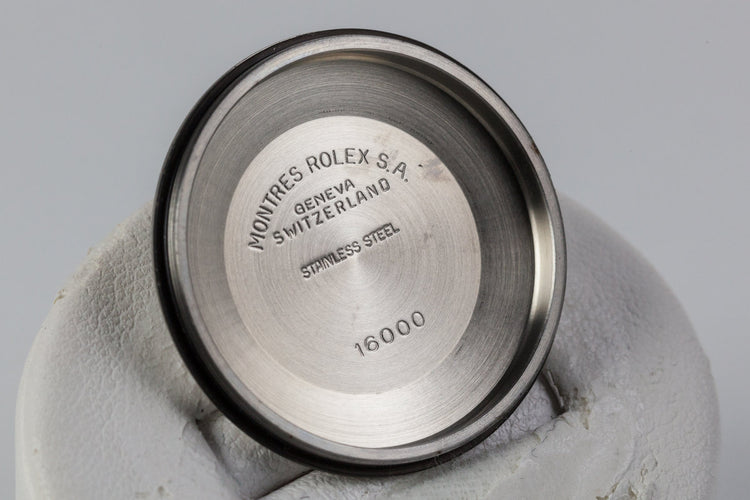 MONTRES ROLEX S.A.
GENEVA
SWITZERLAND
STAINLESS STEEL
16000